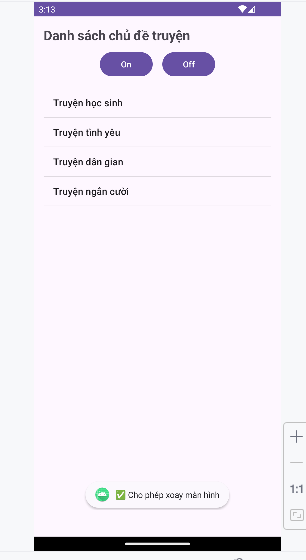 3:13
Danh sách chủ đề truyện
On
Off
Truyện học sinh
Truyện tình yêu
Truyện dân gian
Truyện ngắn cười
✅ Cho phép xoay màn hình
1:1